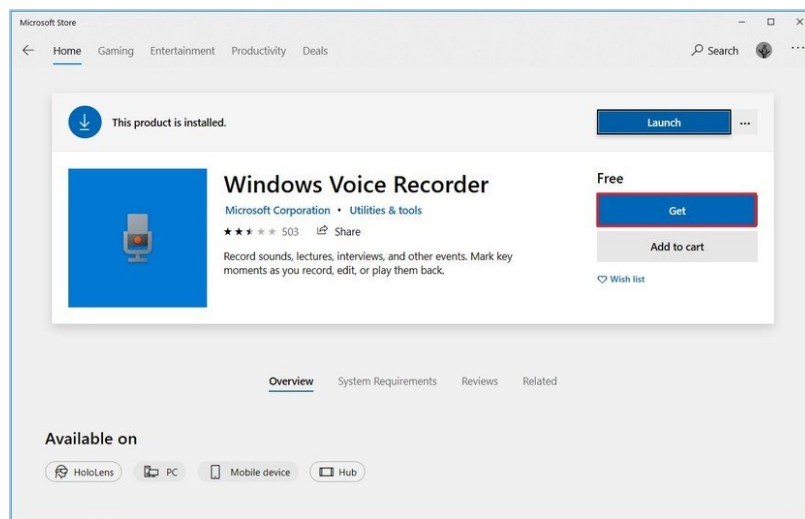 Microsoft Store
Home Gaming Entertainment Productivity Deals Search
This product is installed. Launch
Windows Voice Recorder
Free
Microsoft Corporation • Utilities & tools
Get
503 Share
Record sounds, lectures, interviews, and other events. Mark key
moments as you record, edit, or play them back.
Add to cart
Wish list
Overview System Requirements Reviews Related
Available on
HoloLens PC Mobile device Hub